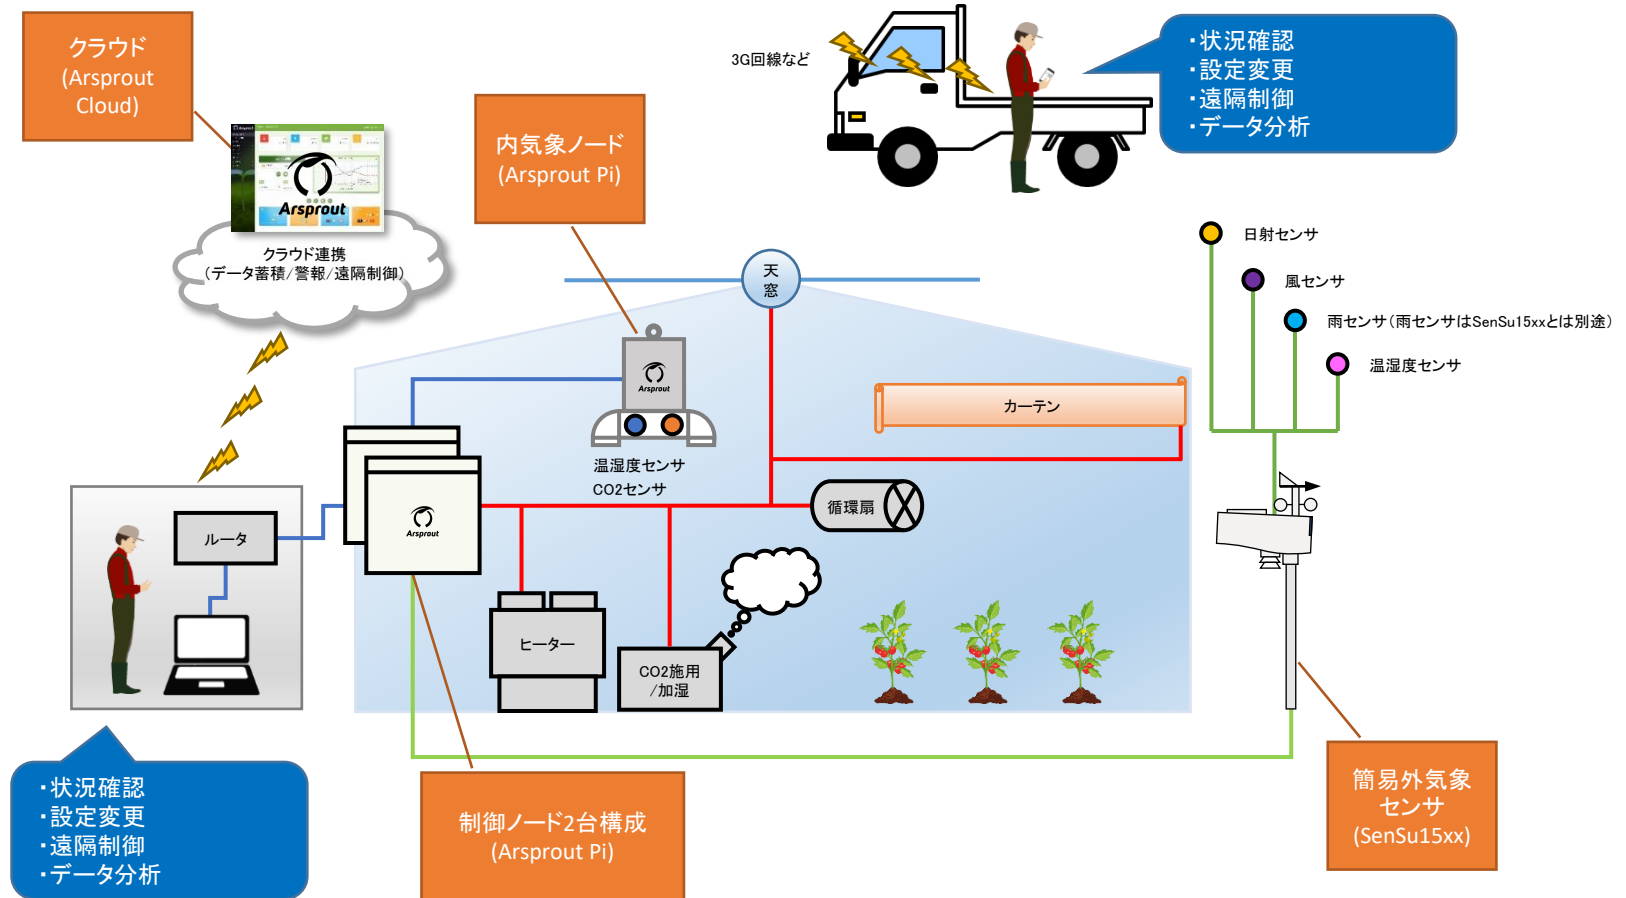 クラウド
(Arsprout
Cloud)
3G回線など
・状況確認
・設定変更
・遠隔制御
・データ分析
内気象ノード
(Arsprout Pi)
Arsprout
クラウド連携
（データ蓄積/警報/遠隔制御）
天
窓
日射センサ
風センサ
雨センサ（雨センサはSenSu15xxとは別途）
温湿度センサ
Arsprout
カーテン
温湿度センサ
CO2センサ
循環扇
Arsprout
ルータ
ヒーター
CO2施用
/加湿
・状況確認
・設定変更
・遠隔制御
・データ分析
制御ノード2台構成
(Arsprout Pi)
簡易外気象
センサ
(SenSu15xx)